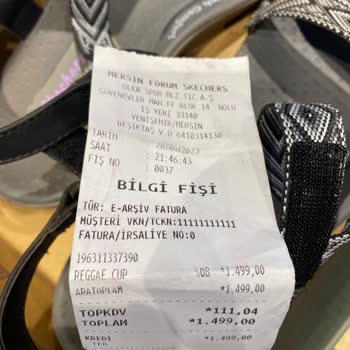 MERSİN FORUM SKECHERS
OLKA SPOR MLZ.TİC.A.Ş
GÜVENEVLER MAH.FF BLOK 14 NOLU
İŞ YERİ 33140
YENİŞEHİR/MERSİN
BEŞİKTAŞ V.D 6410314130
TARİH : 28/06/2023
SAAT : 21:46:43
FİŞ NO : 0037
BİLGİ FİŞİ
TÜR: E-ARŞİV FATURA
MÜŞTERİ VKN/TCKN:11111111111
FATURA/İRSALİYE NO:0
196311337390
REGGAE CUP %08 *1.499,00
ARATOPLAM *1.499,00
TOPKDV *111,04
TOPLAM *1.499,00
KREDİ *1.499,00